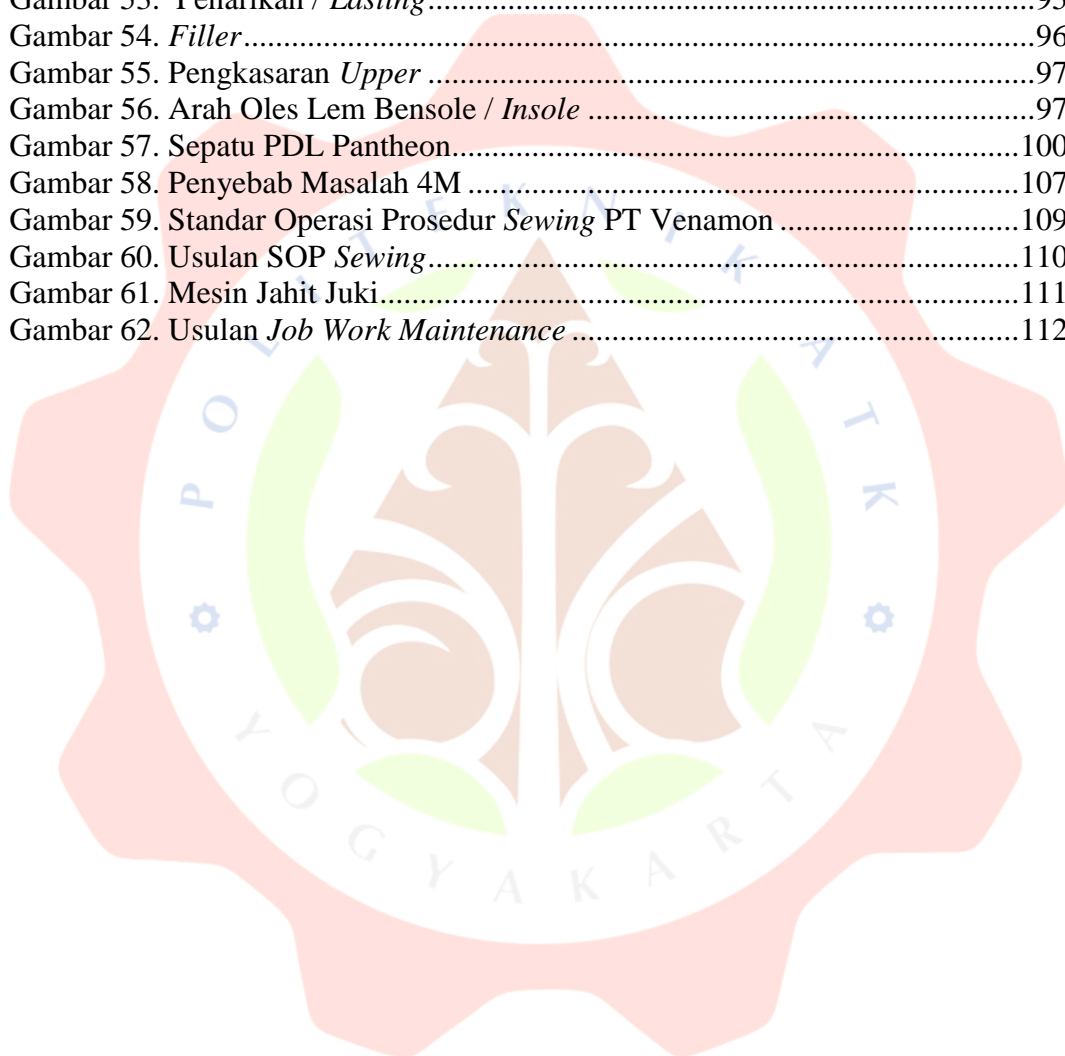 Gambar 53. Penarikan / Lasting..........95
Gambar 54. Filler..........96
Gambar 55. Pengkasaran Upper..........97
Gambar 56. Arah Oles Lem Bensole / Insole..........97
Gambar 57. Sepatu PDL Pantheon..........100
Gambar 58. Penyebab Masalah 4M..........107
Gambar 59. Standar Operasi Prosedur Sewing PT Venamon..........109
Gambar 60. Usulan SOP Sewing..........110
Gambar 61. Mesin Jahit Juki..........111
Gambar 62. Usulan Job Work Maintenance..........112
POLITEKNIK ATK
YOGYAKARTA